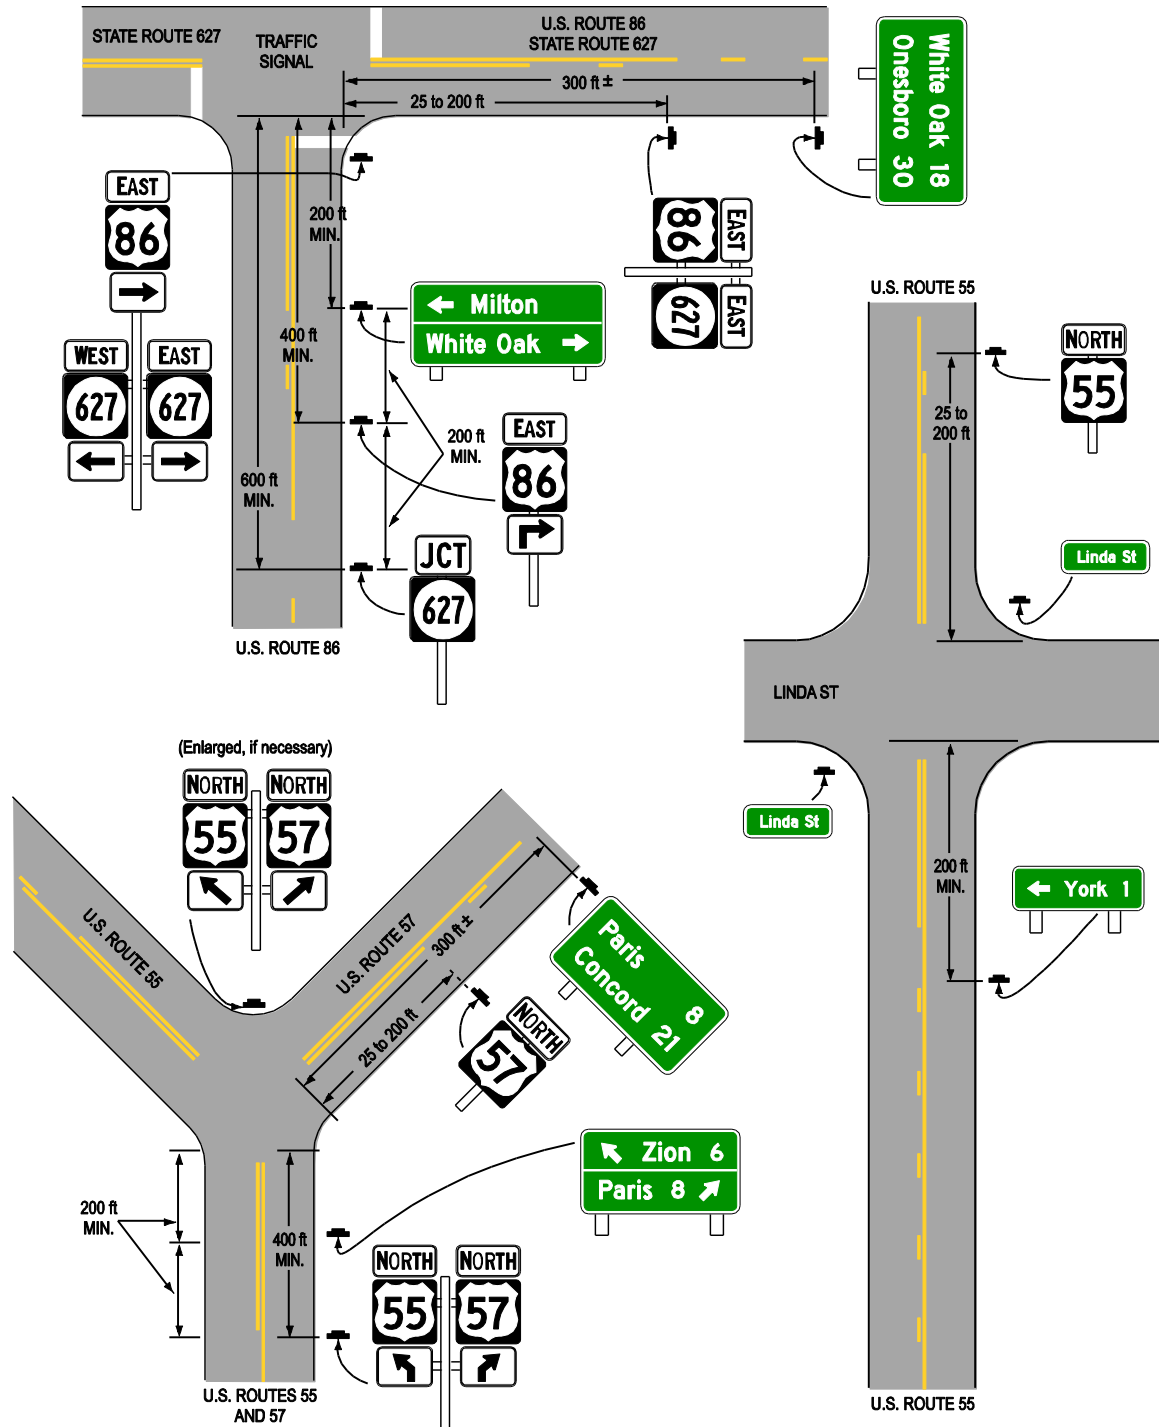 STATE ROUTE 627
TRAFFIC
SIGNAL
U.S. ROUTE 86
STATE ROUTE 627
300 ft ±
25 to 200 ft
White Oak 18
Onesboro 30
EAST
86
WEST
627
EAST
627
200 ft
MIN.
400 ft
MIN.
600 ft
MIN.
Milton
White Oak
EAST
86
EAST
627
200 ft
MIN.
EAST
86
JCT
627
U.S. ROUTE 86
U.S. ROUTE 55
NORTH
55
25 to
200 ft
Linda St
LINDA ST
Linda St
200 ft
MIN.
York 1
U.S. ROUTE 55
(Enlarged, if necessary)
NORTH
55
NORTH
57
U.S. ROUTE 55
U.S. ROUTE 57
300 ft ±
25 to 200 ft
Paris 8
Concord 21
NORTH
57
Zion 6
Paris 8
200 ft
MIN.
400 ft
MIN.
NORTH
55
NORTH
57
U.S. ROUTES 55
AND 57